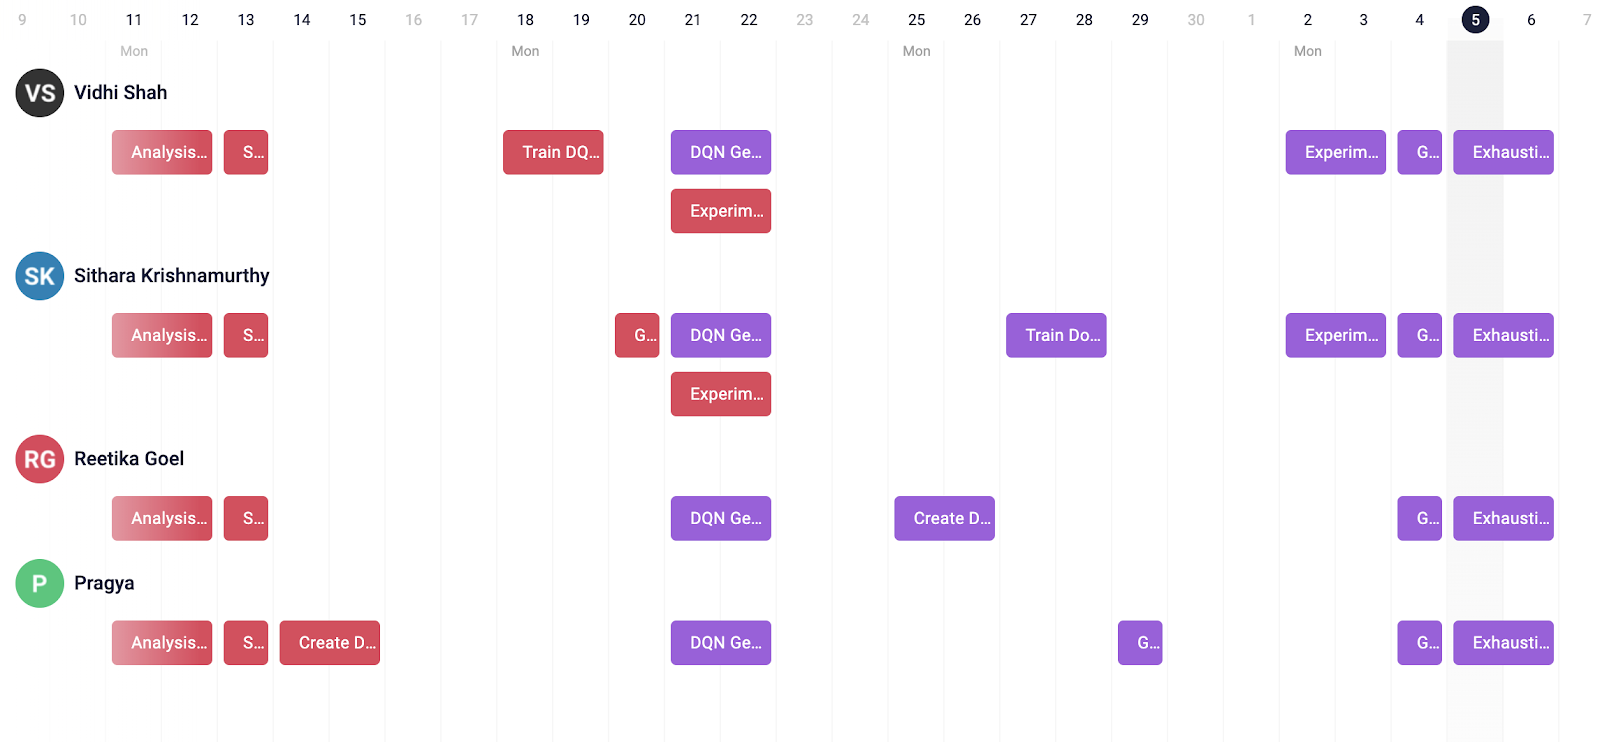 9 10 11 12 13 14 15 16 17 18 19 20 21 22 23 24 25 26 27 28 29 30 1 2 3 4 5 6 7
Mon Mon Mon Mon
VS Vidhi Shah
Analysis... S... Train DQ... DQN Ge... Experim... G... Exhausti...
Experim...
SK Sithara Krishnamurthy
Analysis... S... G... DQN Ge... Train Do... Experim... G... Exhausti...
Experim...
RG Reetika Goel
Analysis... S... DQN Ge... Create D... G... Exhausti...
P Pragya
Analysis... S... Create D... DQN Ge... G... G... Exhausti...